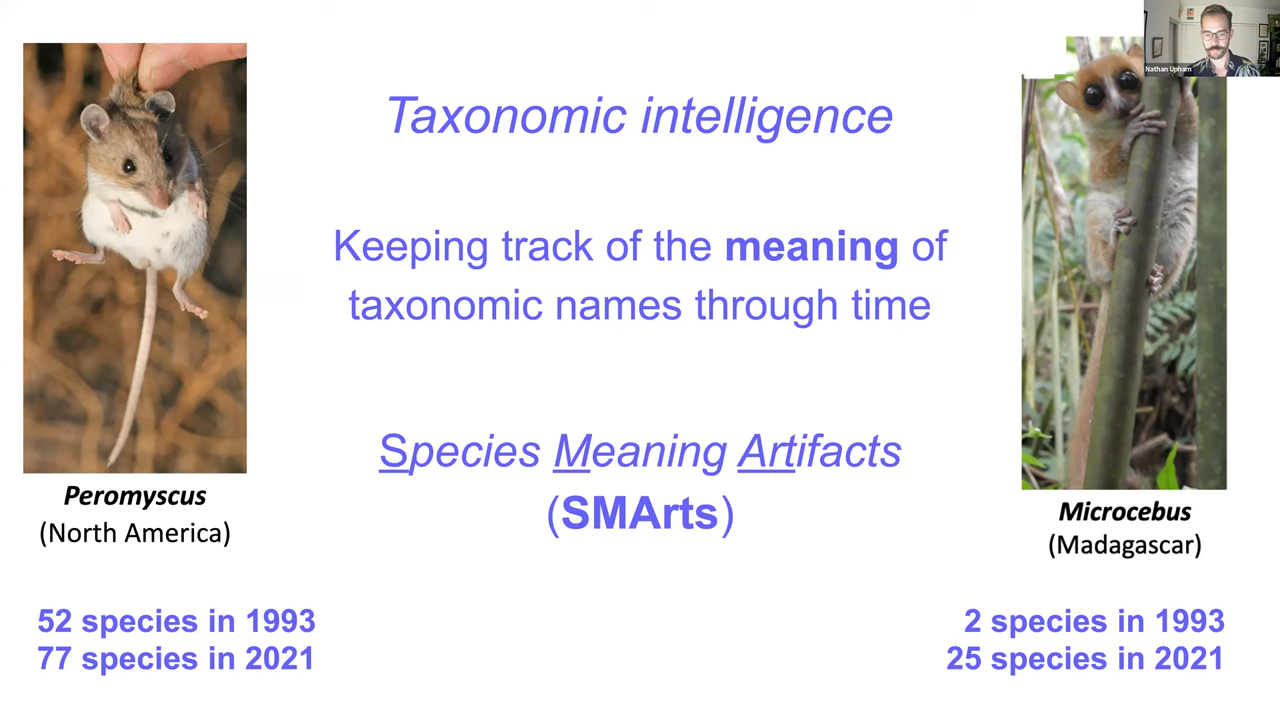 Nathan Upham
Taxonomic intelligence
Keeping track of the meaning of
taxonomic names through time
Species Meaning Artifacts
(SMArts)
Peromyscus
(North America)
52 species in 1993
77 species in 2021
Microcebus
(Madagascar)
2 species in 1993
25 species in 2021